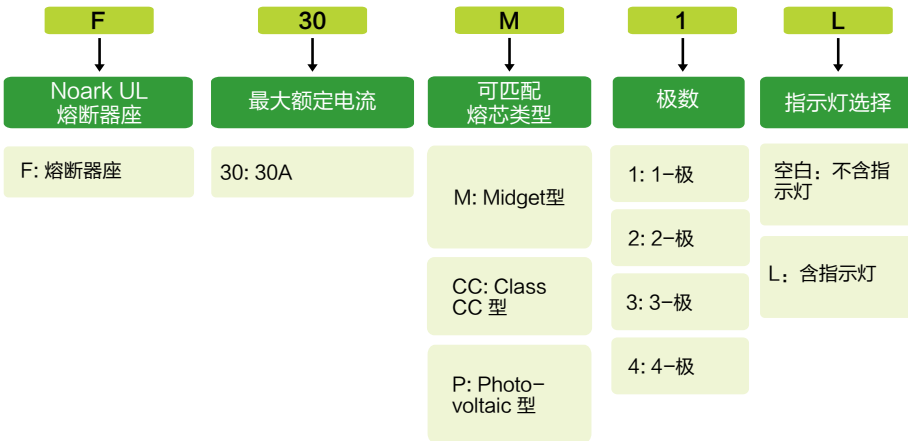 F 30 M 1 L
Noark UL
熔断器座
最大额定电流
可匹配
熔芯类型
极数
指示灯选择
F: 熔断器座
30: 30A
M: Midget型
CC: Class
CC 型
P: Photo-
voltaic 型
1: 1-极
2: 2-极
3: 3-极
4: 4-极
空白：不含指
示灯
L：含指示灯